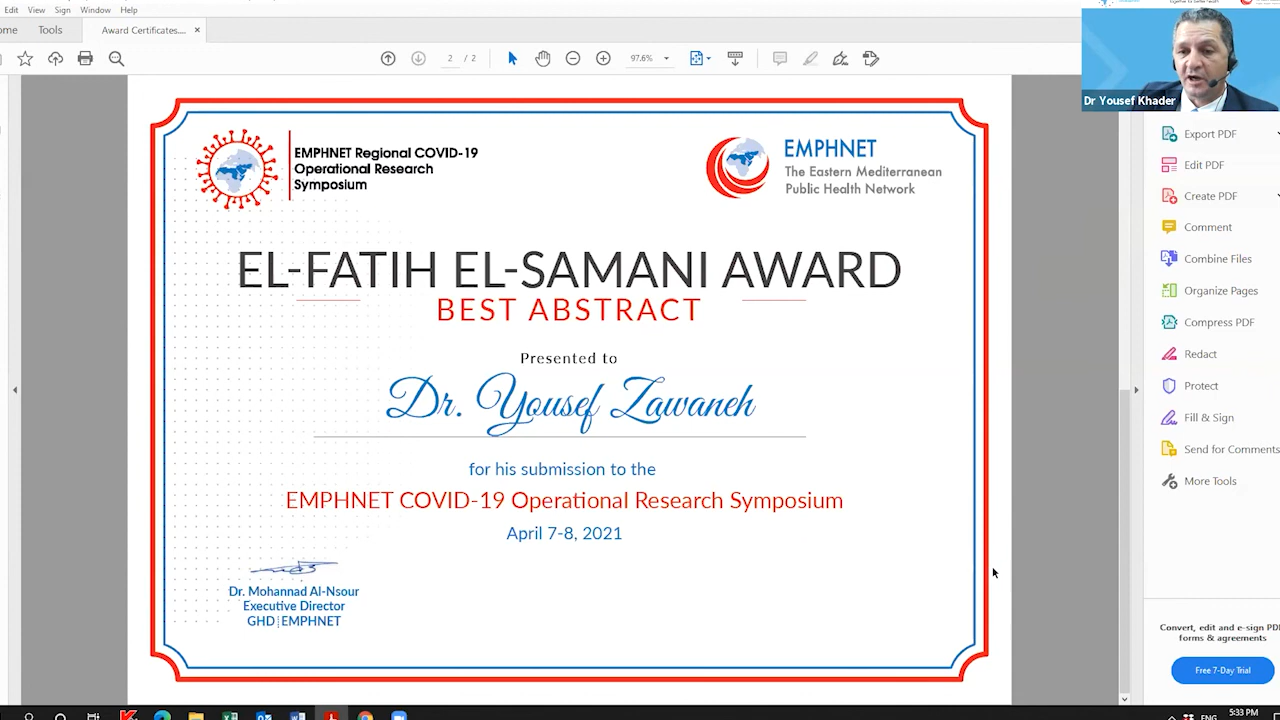 Edit View Sign Window Help
ome Tools Award Certificates.... ×
2 / 2 97.6%
Dr Yousef Khader
EMPHNET Regional COVID-19
Operational Research
Symposium
EMPHNET
The Eastern Mediterranean
Public Health Network
EL-FATIH EL-SAMANI AWARD
BEST ABSTRACT
Presented to
Dr. Yousef Zawaneh
for his submission to the
EMPHNET COVID-19 Operational Research Symposium
April 7-8, 2021
Dr. Mohannad Al-Nsour
Executive Director
GHD EMPHNET
Export PDF
Edit PDF
Create PDF
Comment
Combine Files
Organize Pages
Compress PDF
Redact
Protect
Fill & Sign
Send for Comments
More Tools
Convert, edit and e-sign PD
forms & agreements
Free 7-Day Trial
ENG 5:33 PM